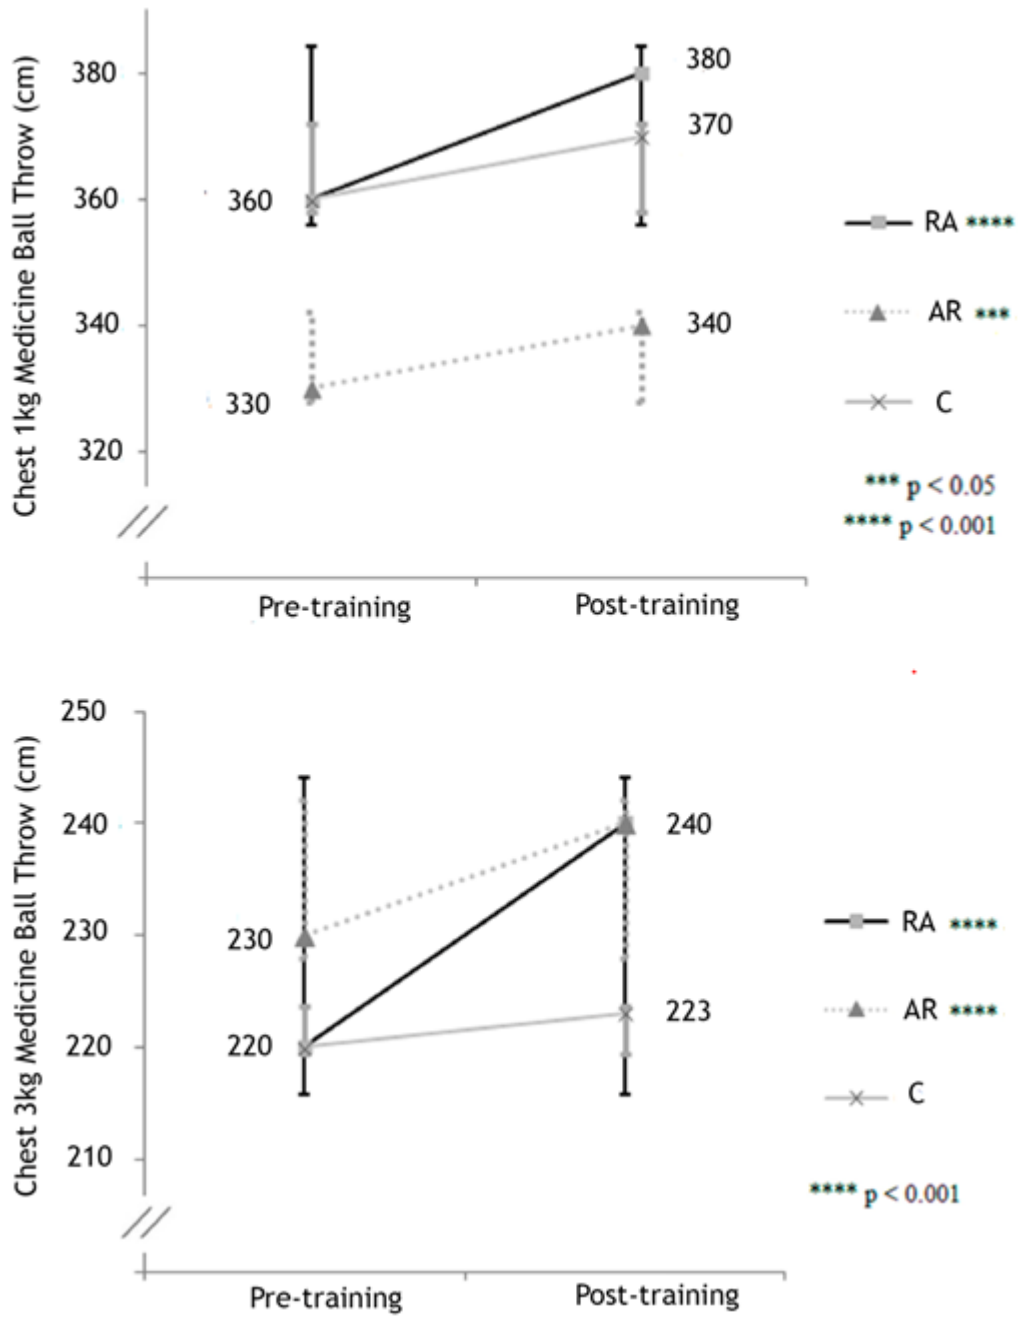 Chest 1kg Medicine Ball Throw (cm)
380
360
340
320
360
330
380
370
340
RA ****
AR ***
C
*** p < 0.05
**** p < 0.001
Pre-training
Post-training
Chest 3kg Medicine Ball Throw (cm)
250
240
230
220
210
230
220
240
223
RA ****
AR ****
C
**** p < 0.001
Pre-training
Post-training